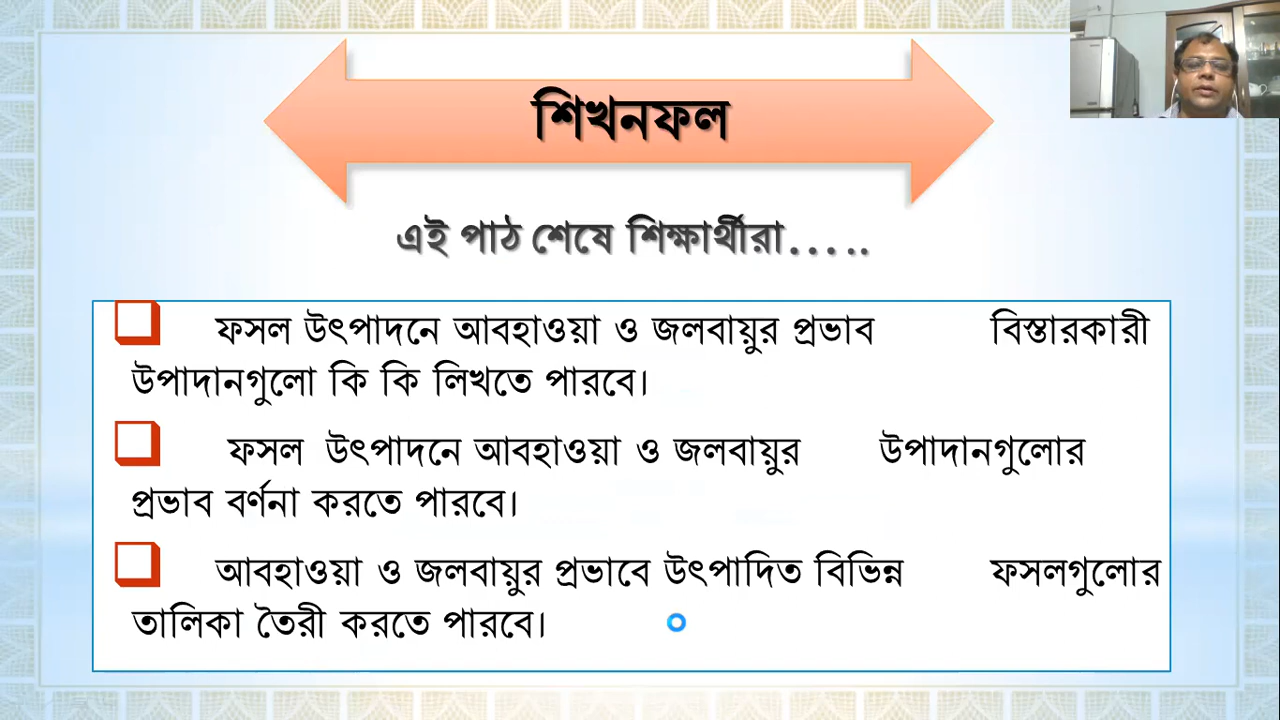 শিখনফল
এই পাঠ শেষে শিক্ষার্থীরা.....
ফসল উৎপাদনে আবহাওয়া ও জলবায়ুর প্রভাব বিস্তারকারী
উপাদানগুলো কি কি লিখতে পারবে।
ফসল উৎপাদনে আবহাওয়া ও জলবায়ুর উপাদানগুলোর
প্রভাব বর্ণনা করতে পারবে।
আবহাওয়া ও জলবায়ুর প্রভাবে উৎপাদিত বিভিন্ন ফসলগুলোর
তালিকা তৈরী করতে পারবে।